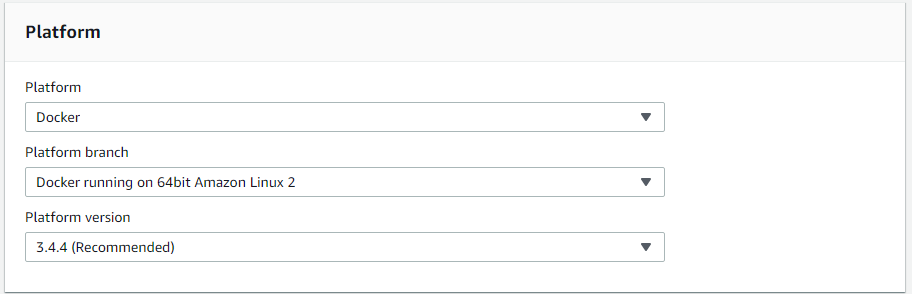 Platform
Platform
Docker
Platform branch
Docker running on 64bit Amazon Linux 2
Platform version
3.4.4 (Recommended)